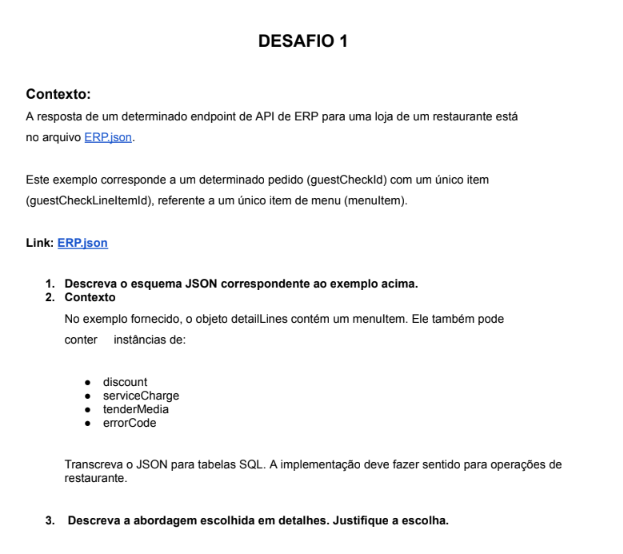 DESAFIO 1
Contexto:
A resposta de um determinado endpoint de API de ERP para uma loja de um restaurante está
no arquivo ERP.json.
Este exemplo corresponde a um determinado pedido (guestCheckId) com um único item
(guestCheckLineItemId), referente a um único item de menu (menuItem).
Link: ERP.json
1. Descreva o esquema JSON correspondente ao exemplo acima.
2. Contexto
No exemplo fornecido, o objeto detailLines contém um menuItem. Ele também pode
conter instâncias de:
● discount
● serviceCharge
● tenderMedia
● errorCode
Transcreva o JSON para tabelas SQL. A implementação deve fazer sentido para operações de
restaurante.
3. Descreva a abordagem escolhida em detalhes. Justifique a escolha.